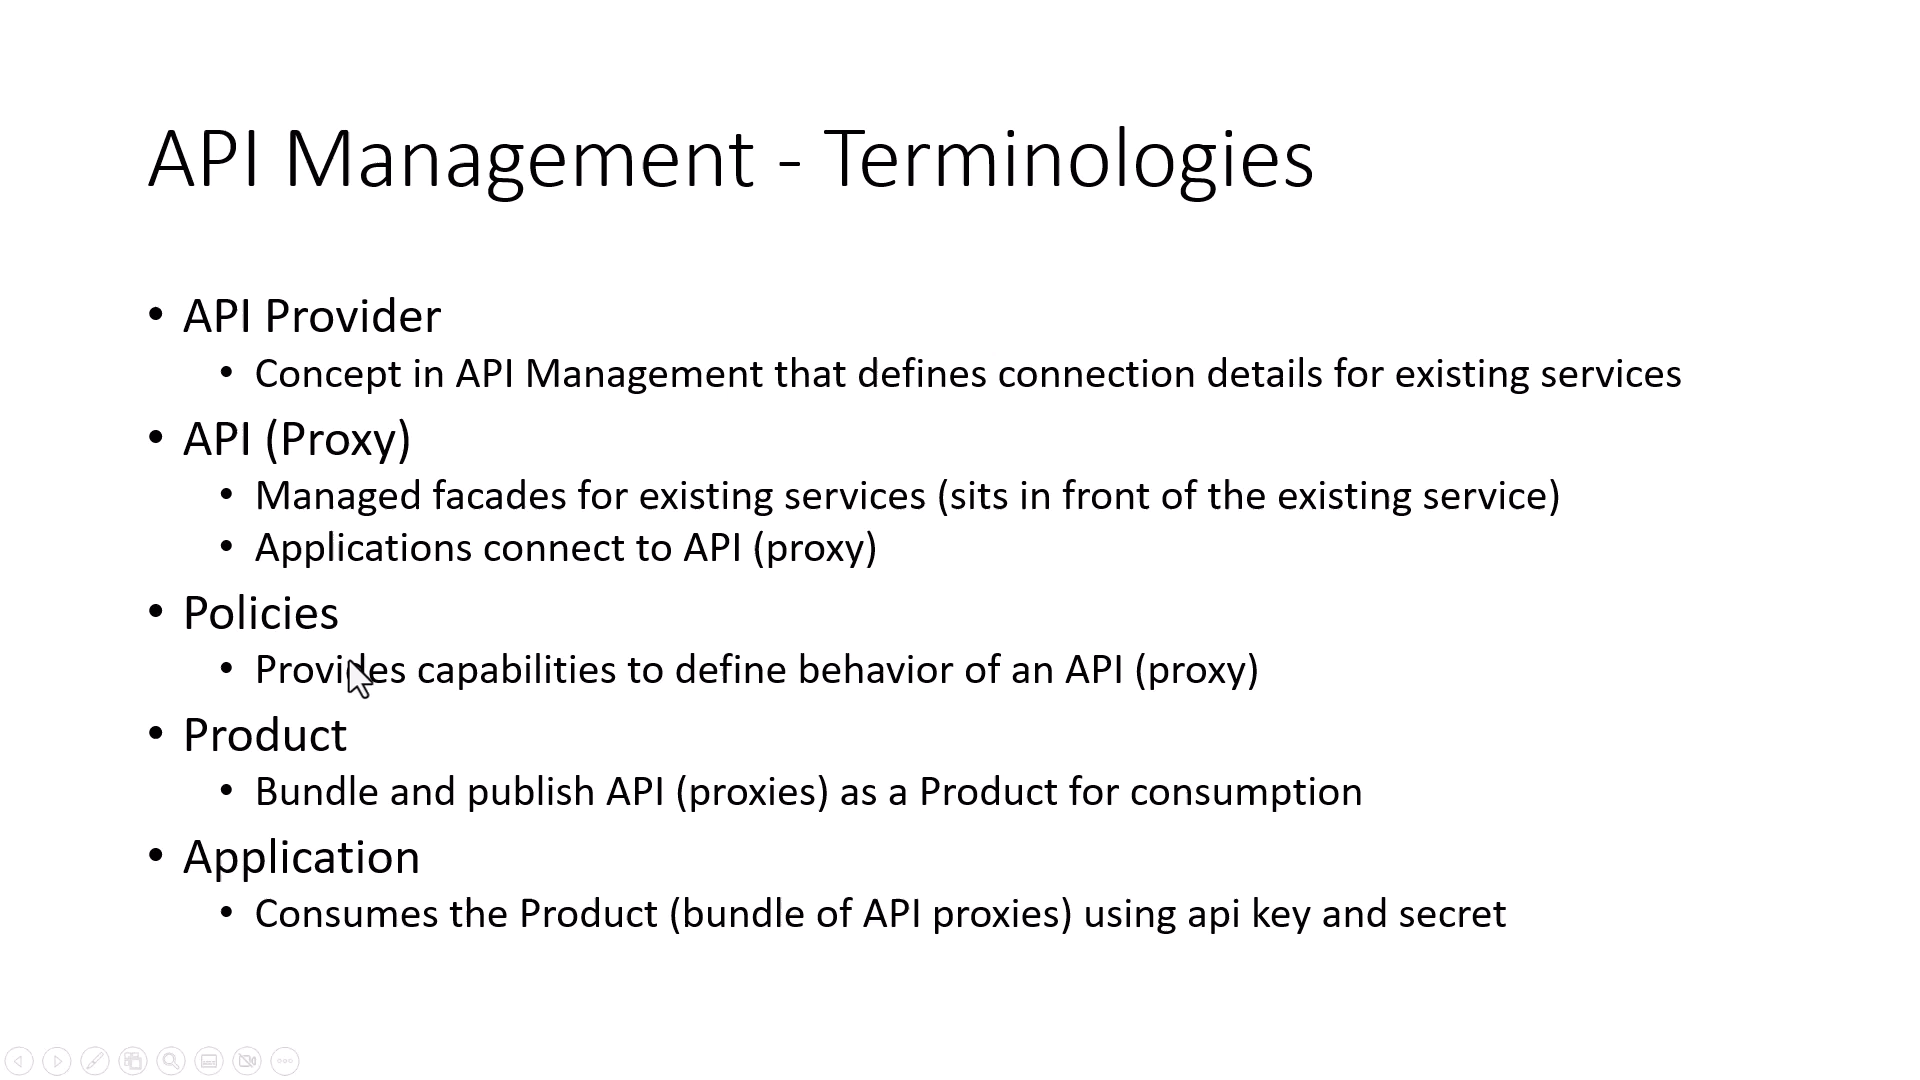 API Management - Terminologies
• API Provider
• Concept in API Management that defines connection details for existing services
• API (Proxy)
• Managed facades for existing services (sits in front of the existing service)
• Applications connect to API (proxy)
• Policies
• Provides capabilities to define behavior of an API (proxy)
• Product
• Bundle and publish API (proxies) as a Product for consumption
• Application
• Consumes the Product (bundle of API proxies) using api key and secret